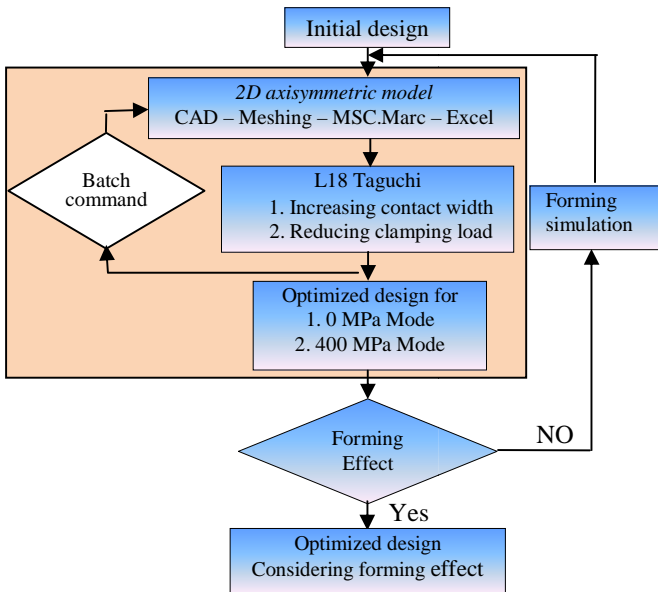 Initial design
2D axisymmetric model
CAD – Meshing – MSC.Marc – Excel
Batch
command
L18 Taguchi
1. Increasing contact width
2. Reducing clamping load
Forming
simulation
Optimized design for
1. 0 MPa Mode
2. 400 MPa Mode
Forming
Effect
NO
Yes
Optimized design
Considering forming effect